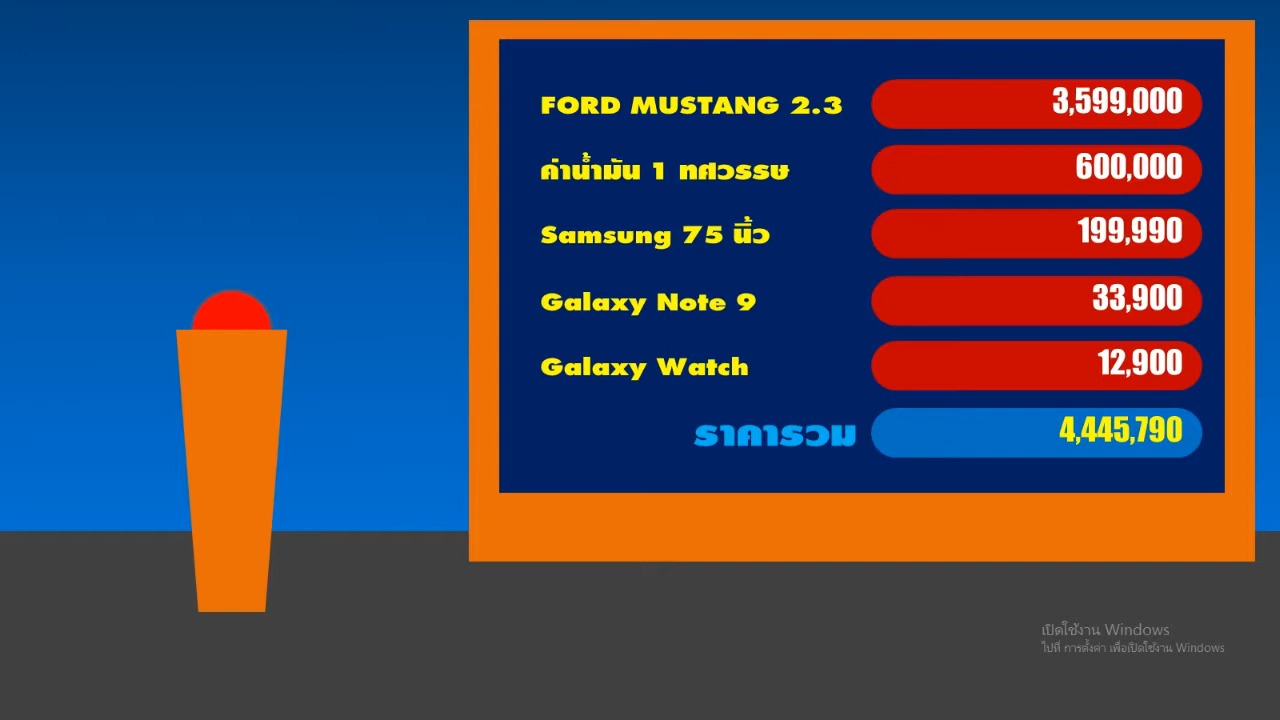 FORD MUSTANG 2.3 3,599,000
ค่าน้ำมัน 1 ทศวรรษ 600,000
Samsung 75 นิ้ว 199,990
Galaxy Note 9 33,900
Galaxy Watch 12,900
ราคารวม 4,445,790
เปิดใช้งาน Windows
ไปที่ การตั้งค่า เพื่อเปิดใช้งาน Windows